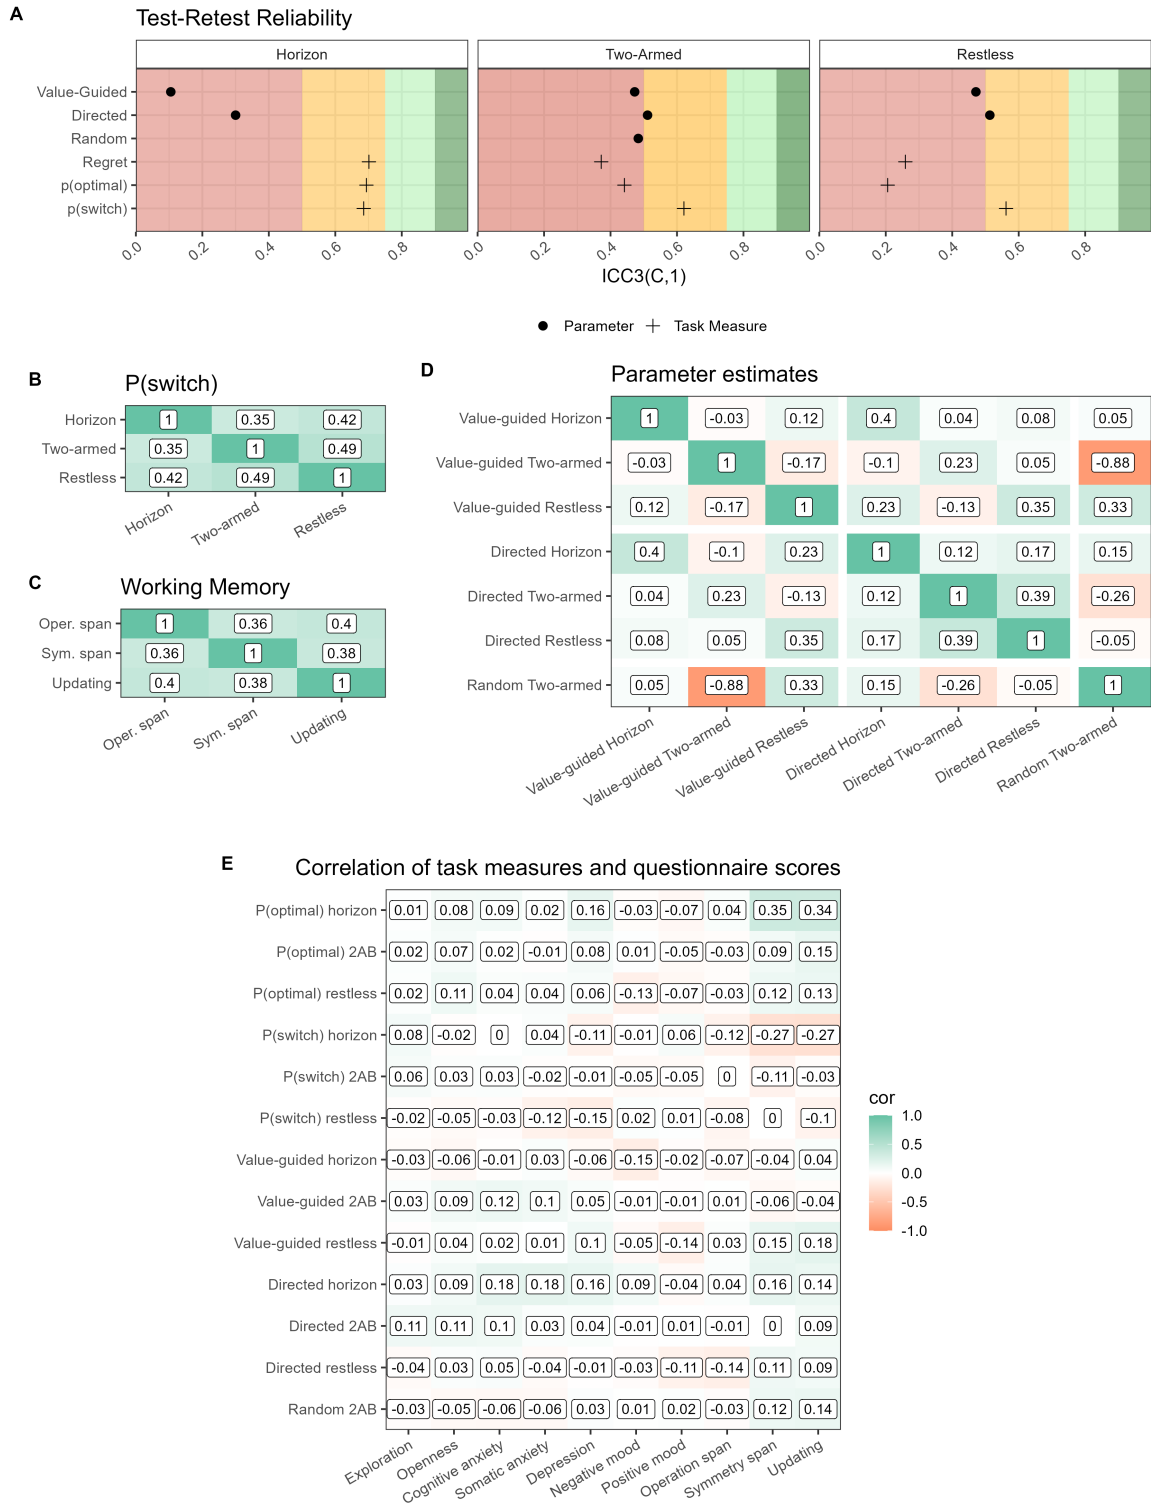 A
Test-Retest Reliability
Horizon
Two-Armed
Restless
Value-Guided
Directed
Random
Regret
p(optimal)
p(switch)
0.0 0.2 0.4 0.6 0.8
0.0 0.2 0.4 0.6 0.8
0.0 0.2 0.4 0.6 0.8
ICC3(C,1)
Parameter
Task Measure
B
P(switch)
Horizon 1 0.35 0.42
Two-armed 0.35 1 0.49
Restless 0.42 0.49 1
Horizon Two-armed Restless
C
Working Memory
Oper. span 1 0.36 0.4
Sym. span 0.36 1 0.38
Updating 0.4 0.38 1
Oper. span Sym. span Updating
D
Parameter estimates
Value-guided Horizon 1 -0.03 0.12 0.4 0.04 0.08 0.05
Value-guided Two-armed -0.03 1 -0.17 -0.1 0.23 0.05 -0.88
Value-guided Restless 0.12 -0.17 1 0.23 -0.13 0.35 0.33
Directed Horizon 0.4 -0.1 0.23 1 0.12 0.17 0.15
Directed Two-armed 0.04 0.23 -0.13 0.12 1 0.39 -0.26
Directed Restless 0.08 0.05 0.35 0.17 0.39 1 -0.05
Random Two-armed 0.05 -0.88 0.33 0.15 -0.26 -0.05 1
Value-guided Horizon Value-guided Two-armed Value-guided Restless Directed Horizon Directed Two-armed Directed Restless Random Two-armed
E
Correlation of task measures and questionnaire scores
P(optimal) horizon 0.01 0.08 0.09 0.02 0.16 -0.03 -0.07 0.04 0.35 0.34
P(optimal) 2AB 0.02 0.07 0.02 -0.01 0.08 0.01 -0.05 -0.03 0.09 0.15
P(optimal) restless 0.02 0.11 0.04 0.04 0.06 -0.13 -0.07 -0.03 0.12 0.13
P(switch) horizon 0.08 -0.02 0 0.04 -0.11 -0.01 0.06 -0.12 -0.27 -0.27
P(switch) 2AB 0.06 0.03 0.03 -0.02 -0.01 -0.05 -0.05 0 -0.11 -0.03
P(switch) restless -0.02 -0.05 -0.03 -0.12 -0.15 0.02 0.01 -0.08 0 -0.1
Value-guided horizon -0.03 -0.06 -0.01 0.03 -0.06 -0.15 -0.02 -0.07 -0.04 0.04
Value-guided 2AB 0.03 0.09 0.12 0.1 0.05 -0.01 -0.01 0.01 -0.06 -0.04
Value-guided restless -0.01 0.04 0.02 0.01 0.1 -0.05 -0.14 0.03 0.15 0.18
Directed horizon 0.03 0.09 0.18 0.18 0.16 0.09 -0.04 0.04 0.16 0.14
Directed 2AB 0.11 0.11 0.1 0.03 0.04 -0.01 0.01 -0.01 0 0.09
Directed restless -0.04 0.03 0.05 -0.04 -0.01 -0.03 -0.11 -0.14 0.11 0.09
Random 2AB -0.03 -0.05 -0.06 -0.06 0.03 0.01 0.02 -0.03 0.12 0.14
Exploration Openness Cognitive anxiety Somatic anxiety Depression Negative mood Positive mood Operation span Symmetry span Updating
cor
1.0
0.5
0.0
-0.5
-1.0